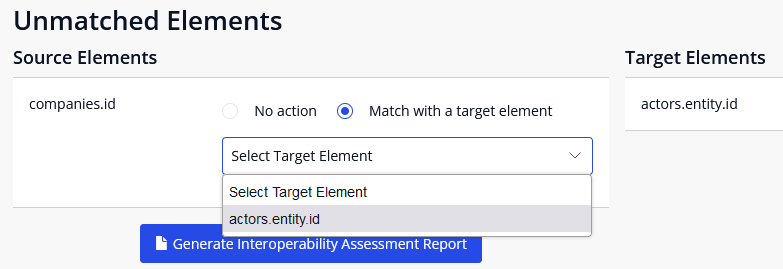 Unmatched Elements
Source Elements
Target Elements
companies.id
No action
Match with a target element
actors.entity.id
Select Target Element
Select Target Element
actors.entity.id
Generate Interoperability Assessment Report